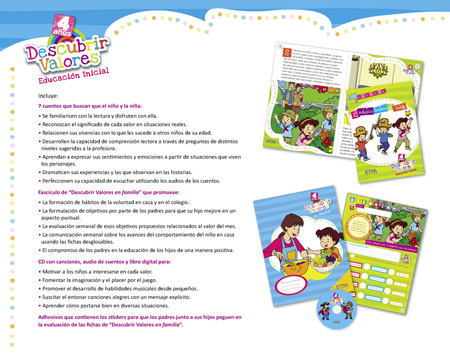 4
años
Descubrir
Valores
Educación Inicial
Incluye:
7 cuentos que buscan que el niño y la niña:
• Se familiaricen con la lectura y disfruten con ella.
• Reconozcan el significado de cada valor en situaciones reales.
• Relacionen sus vivencias con lo que les sucede a otros niños de su edad.
• Desarrollen la capacidad de comprensión lectora a través de preguntas de distintos
niveles sugeridas a la profesora.
• Aprendan a expresar sus sentimientos y emociones a partir de situaciones que viven
los personajes.
• Dramaticen sus experiencias y las que observan en las historias.
• Perfeccionen su capacidad de escuchar utilizando los audios de los cuentos.
Fascículo de "Descubrir Valores en familia" que promueve:
• La formación de hábitos de la voluntad en casa y en el colegio.
• La formulación de objetivos por parte de los padres para que su hijo mejore en un
aspecto puntual.
• La evaluación semanal de esos objetivos propuestos relacionados al valor del mes.
• La comunicación semanal sobre los avances del comportamiento del niño en casa
usando las fichas desglosables.
• El compromiso de los padres en la educación de los hijos de una manera positiva.
CD con canciones, audio de cuentos y libro digital para:
• Motivar a los niños a interesarse en cada valor.
• Fomentar la imaginación y el placer por el juego.
• Promover el desarrollo de habilidades musicales desde pequeños.
• Suscitar el entonar canciones alegres con un mensaje explícito.
• Aprender cómo portarse bien en diversas situaciones.
Adhesivos que contienen los stickers para que los padres junto a sus hijos peguen en
la evaluación de las fichas de "Descubrir Valores en familia".